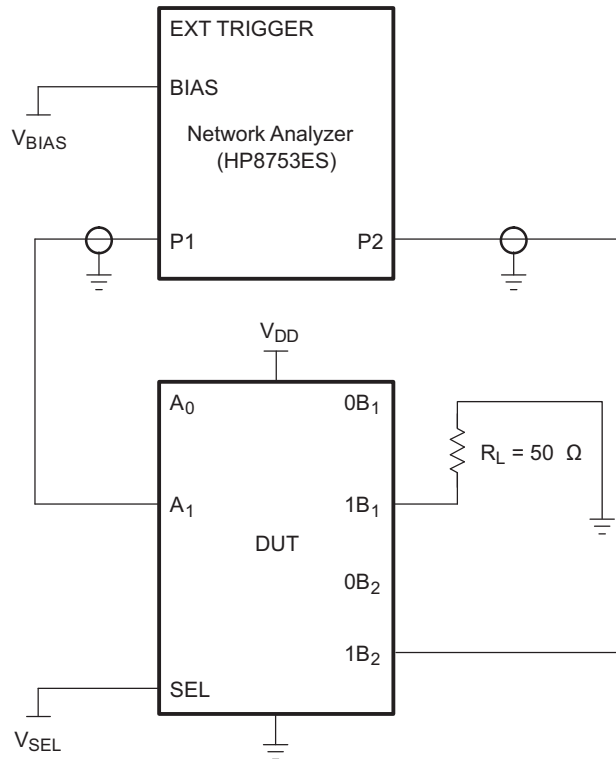 EXT TRIGGER
BIAS
V_BIAS
Network Analyzer
(HP8753ES)
P1
P2
V_DD
A_0
0B_1
R_L = 50 Ω
A_1
1B_1
DUT
0B_2
1B_2
SEL
V_SEL